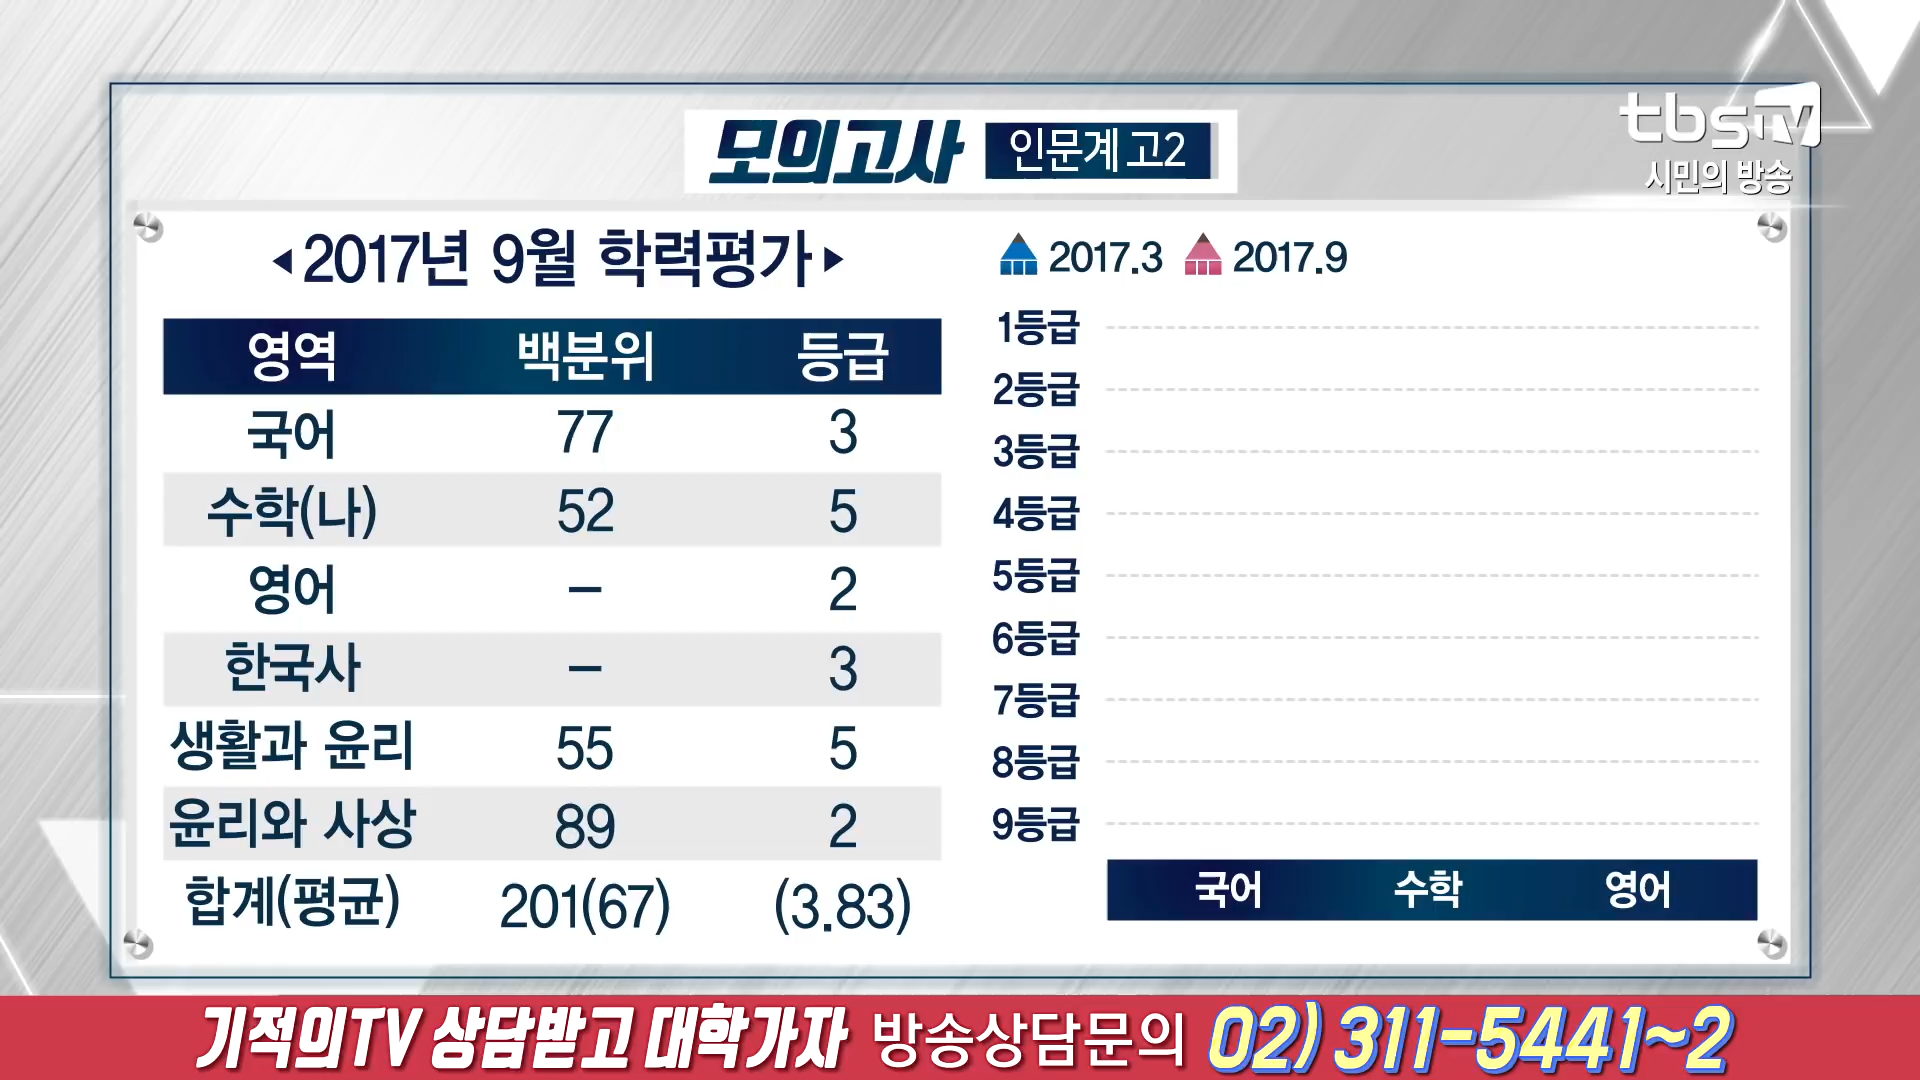 모의고사 인문계 고2
tbsTV
시민의 방송
◀2017년 9월 학력평가▶
영역 백분위 등급
국어 77 3
수학(나) 52 5
영어 – 2
한국사 – 3
생활과 윤리 55 5
윤리와 사상 89 2
합계(평균) 201(67) (3.83)
2017.3 2017.9
1등급
2등급
3등급
4등급
5등급
6등급
7등급
8등급
9등급
국어 수학 영어
기적의TV 상담받고 대학가자 방송상담문의 02) 311-5441~2